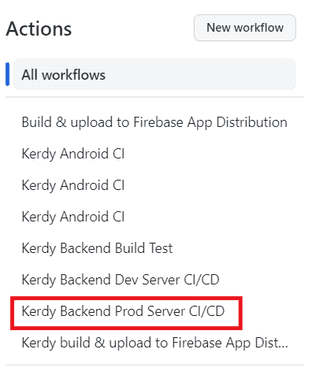 Actions
New workflow
All workflows
Build & upload to Firebase App Distribution
Kerdy Android CI
Kerdy Android CI
Kerdy Android CI
Kerdy Backend Build Test
Kerdy Backend Dev Server CI/CD
Kerdy Backend Prod Server CI/CD
Kerdy build & upload to Firebase App Dist...